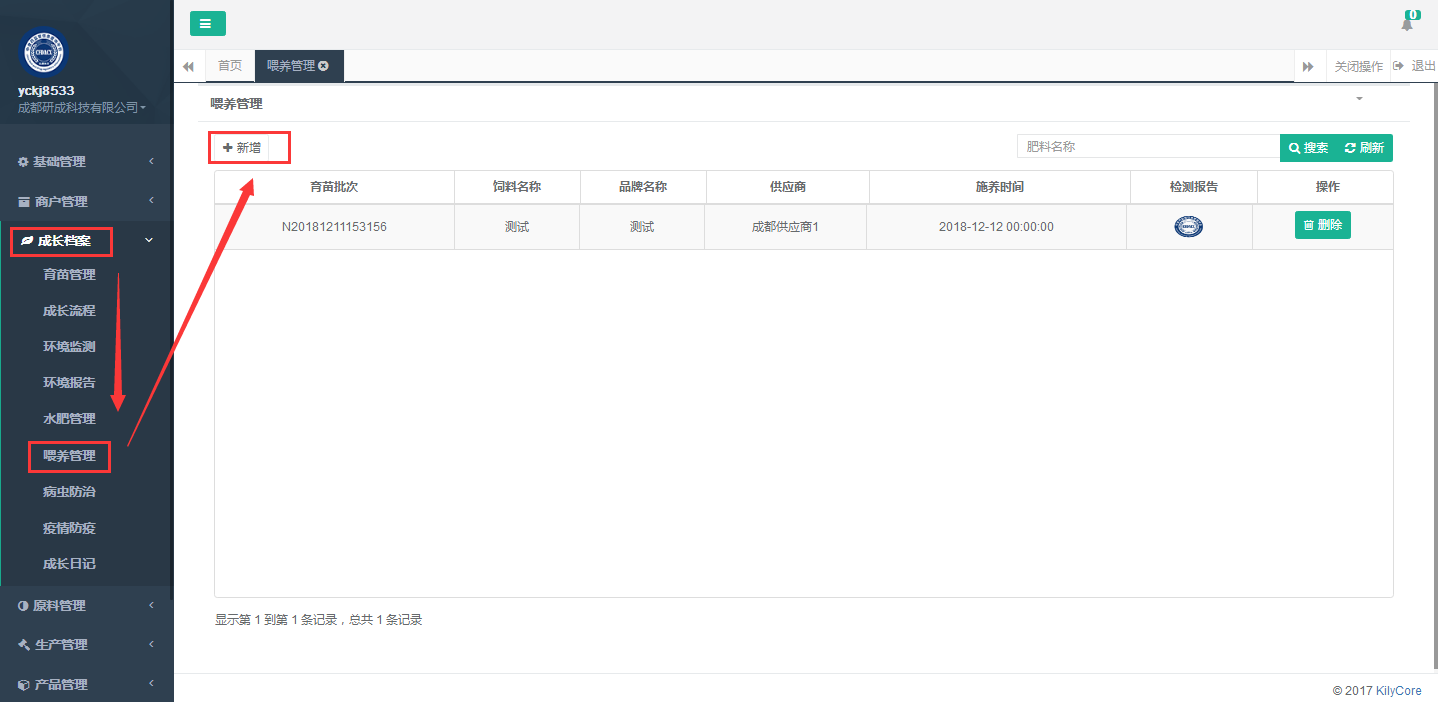 yckj8533
成都研成科技有限公司
基础管理
商户管理
成长档案
育苗管理
成长流程
环境监测
环境报告
水肥管理
喂养管理
病虫防治
疫情防疫
成长日记
原料管理
生产管理
产品管理
0
首页 喂养管理 关闭操作 退出
喂养管理
新增 肥料名称 搜索 刷新
育苗批次 饲料名称 品牌名称 供应商 施养时间 检测报告 操作
N20181211153156 测试 测试 成都供应商1 2018-12-12 00:00:00 删除
显示第 1 到第 1 条记录，总共 1 条记录
© 2017 KilyCore